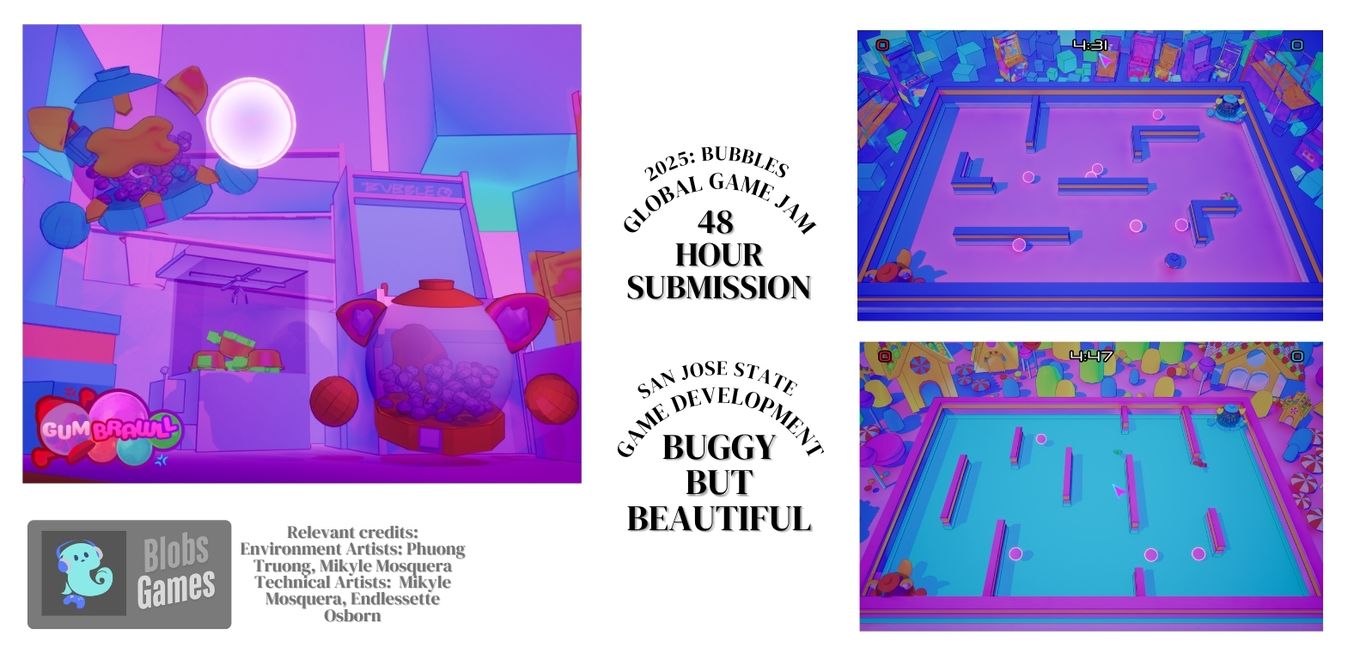 BUBBLE
GUM BRAWLL
Blobs
Games
Relevant credits:
Environment Artists: Phuong
Truong, Mikyle Mosquera
Technical Artists: Mikyle
Mosquera, Endlessette
Osborn
2025: BUBBLES
GLOBAL GAME JAM
48
HOUR
SUBMISSION
SAN JOSE STATE
GAME DEVELOPMENT
BUGGY
BUT
BEAUTIFUL
0 4:31 0
0 4:47 0